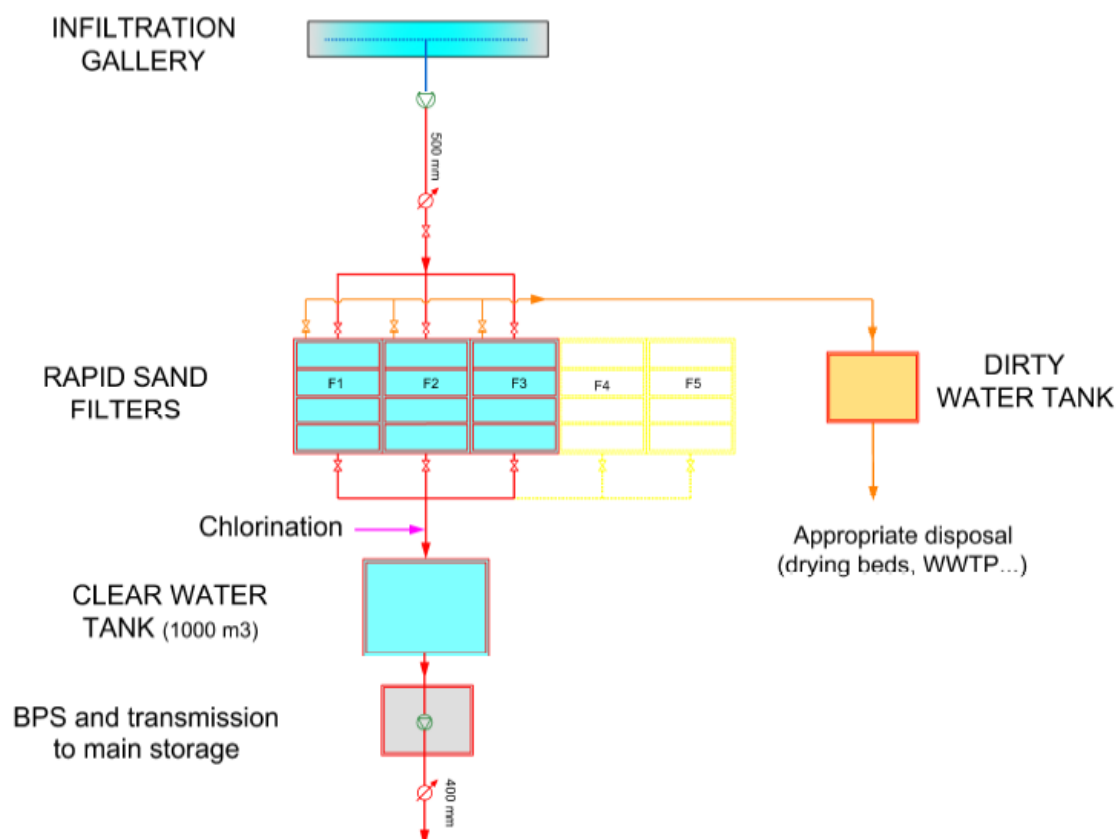 INFILTRATION
GALLERY
500 mm
RAPID SAND
FILTERS
F1
F2
F3
F4
F5
DIRTY
WATER TANK
Chlorination
Appropriate disposal
(drying beds, WWTP...)
CLEAR WATER
TANK (1000 m3)
BPS and transmission
to main storage
400 mm